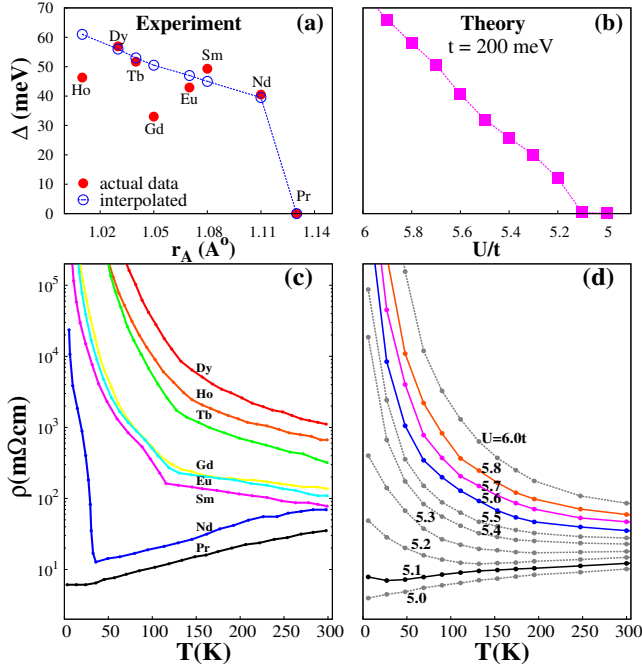 Experiment (a)
Δ (meV)
60
50
40
30
20
10
0
Dy
Tb
Ho
Gd
Eu
Sm
Nd
Pr
actual data
interpolated
1.02 1.05 1.08 1.11 1.14
r_A (A^o)
Theory (b)
t = 200 meV
6 5.8 5.6 5.4 5.2 5
U/t
(c)
ρ(mΩcm)
10^5
10^4
10^3
10^2
10^1
Dy
Ho
Tb
Gd
Eu
Sm
Nd
Pr
0 50 100 150 200 250 300
T(K)
(d)
U=6.0t
5.8
5.7
5.6
5.5
5.4
5.3
5.2
5.1
5.0
0 50 100 150 200 250 300
T(K)